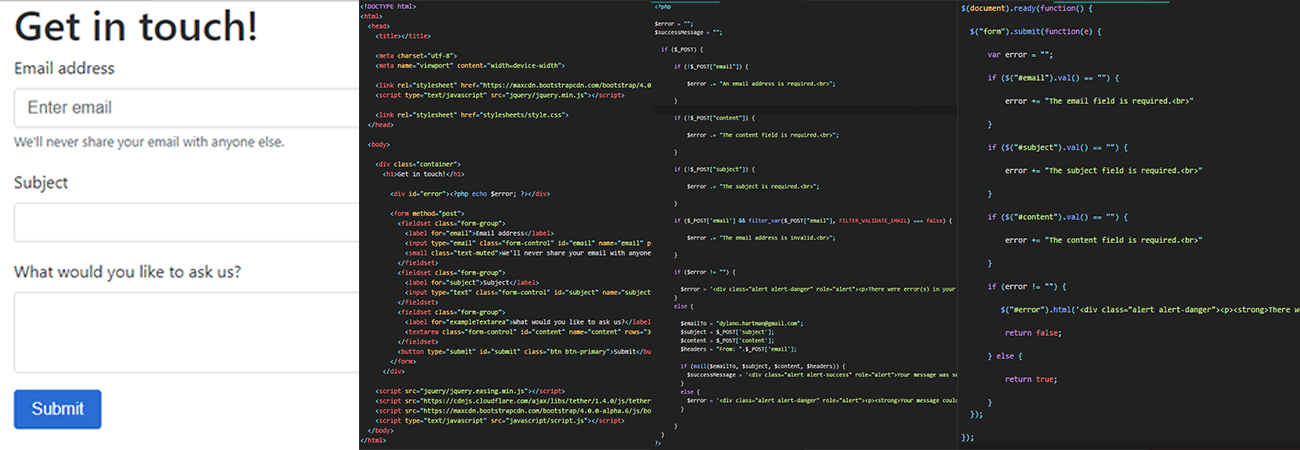 Get in touch!
Email address
Enter email
We'll never share your email with anyone else.
Subject
What would you like to ask us?
Submit
<!DOCTYPE html>
<html>
<head>
<title></title>
<meta charset="utf-8">
<meta name="viewport" content="width=device-width">
<link rel="stylesheet" href="https://maxcdn.bootstrapcdn.com/bootstrap/4.0
<script type="text/javascript" src="jquery/jquery.min.js"></script>
<link rel="stylesheet" href="stylesheets/style.css">
</head>
<body>
<div class="container">
<h1>Get in touch!</h1>
<div id="error"><?php echo $error; ?></div>
<form method="post">
<fieldset class="form-group">
<label for="email">Email address</label>
<input type="email" class="form-control" id="email" name="email" p
<small class="text-muted">We'll never share your email with anyone
</fieldset>
<fieldset class="form-group">
<label for="subject">Subject</label>
<input type="text" class="form-control" id="subject" name="subject
</fieldset>
<fieldset class="form-group">
<label for="exampleTextarea">What would you like to ask us?</label
<textarea class="form-control" id="content" name="content" rows="3
</fieldset>
<button type="submit" id="submit" class="btn btn-primary">Submit</bu
</form>
</div>
<script src="jquery/jquery.easing.min.js"></script>
<script src="https://cdnjs.cloudflare.com/ajax/libs/tether/1.4.0/js/tether
<script src="https://maxcdn.bootstrapcdn.com/bootstrap/4.0.0-alpha.6/js/bo
<script type="text/javascript" src="javascript/script.js"></script>
</body>
</html>
<?php
$error = "";
$successMessage = "";
if ($_POST) {
if (!$_POST["email"]) {
$error .= "An email address is required.<br>";
}
if (!$_POST["content"]) {
$error .= "The content field is required.<br>";
}
if (!$_POST["subject"]) {
$error .= "The subject is required.<br>";
}
if ($_POST['email'] && filter_var($_POST["email"], FILTER_VALIDATE_EMAIL) === false) {
$error .= "The email address is invalid.<br>";
}
if ($error != "") {
$error = '<div class="alert alert-danger" role="alert"><p>There were error(s) in your
}
else {
$emailTo = "dylano.hartman@gmail.com";
$subject = $_POST['subject'];
$content = $_POST['content'];
$headers = "From: ".$_POST['email'];
if (mail($emailTo, $subject, $content, $headers)) {
$successMessage = '<div class="alert alert-success" role="alert">Your message was se
}
else {
$error = '<div class="alert alert-danger" role="alert"><p><strong>Your message could
}
}
}
?>
$(document).ready(function() {
$("form").submit(function(e) {
var error = "";
if ($("#email").val() == "") {
error += "The email field is required.<br>"
}
if ($("#subject").val() == "") {
error += "The subject field is required.<br>"
}
if ($("#content").val() == "") {
error += "The content field is required.<br>"
}
if (error != "") {
$("#error").html('<div class="alert alert-danger"><p><strong>There we
return false;
} else {
return true;
}
});
});